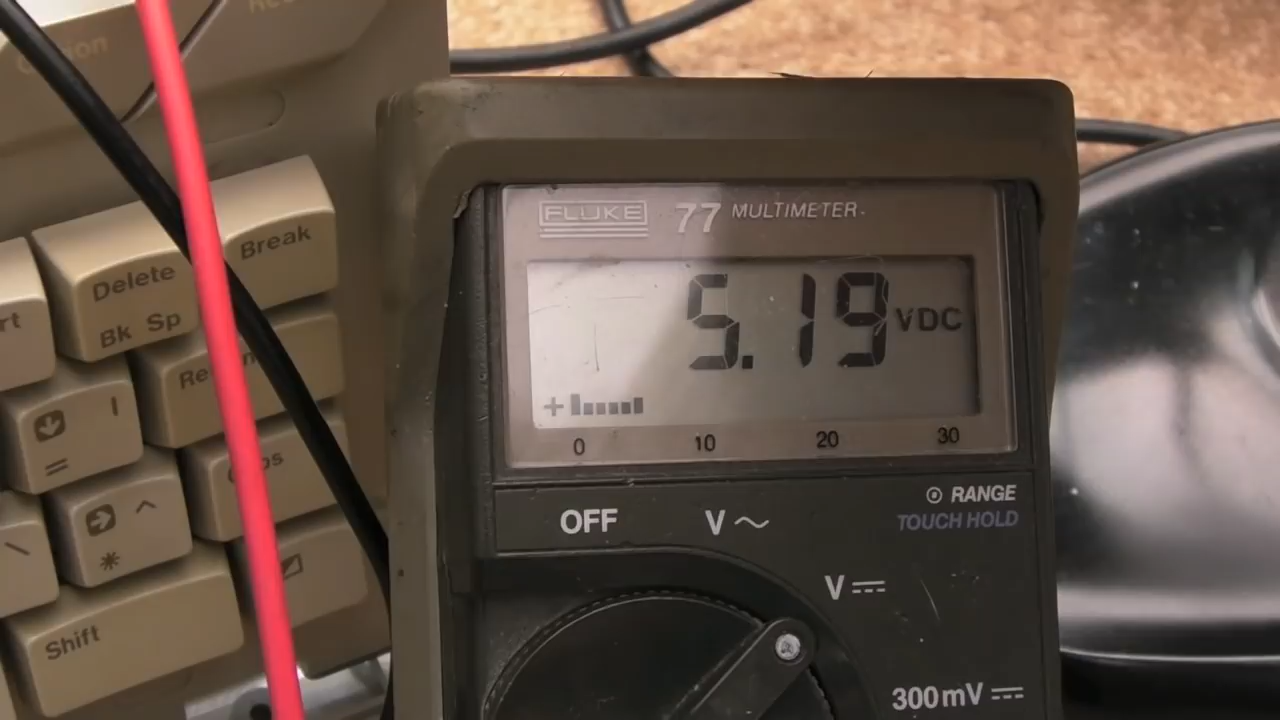 Option
Break
Delete
Bk Sp
Shift
FLUKE 77 MULTIMETER
5.19 VDC
+
0 10 20 30
RANGE
TOUCH HOLD
OFF V~
V
300mV